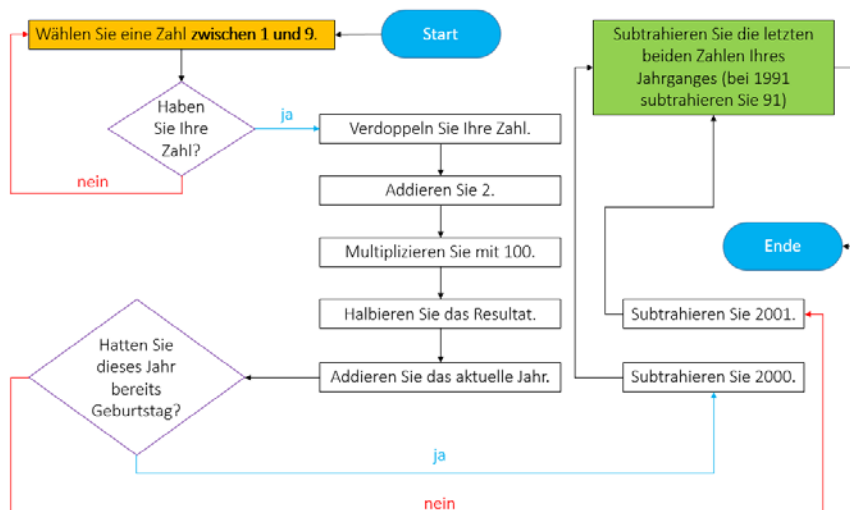 Wählen Sie eine Zahl zwischen 1 und 9.
Start
Haben
Sie Ihre
Zahl?
ja
nein
Verdoppeln Sie Ihre Zahl.
Addieren Sie 2.
Multiplizieren Sie mit 100.
Halbieren Sie das Resultat.
Addieren Sie das aktuelle Jahr.
Hatten Sie
dieses Jahr
bereits
Geburtstag?
ja
nein
Subtrahieren Sie 2000.
Subtrahieren Sie 2001.
Subtrahieren Sie die letzten
beiden Zahlen Ihres
Jahrganges (bei 1991
subtrahieren Sie 91)
Ende